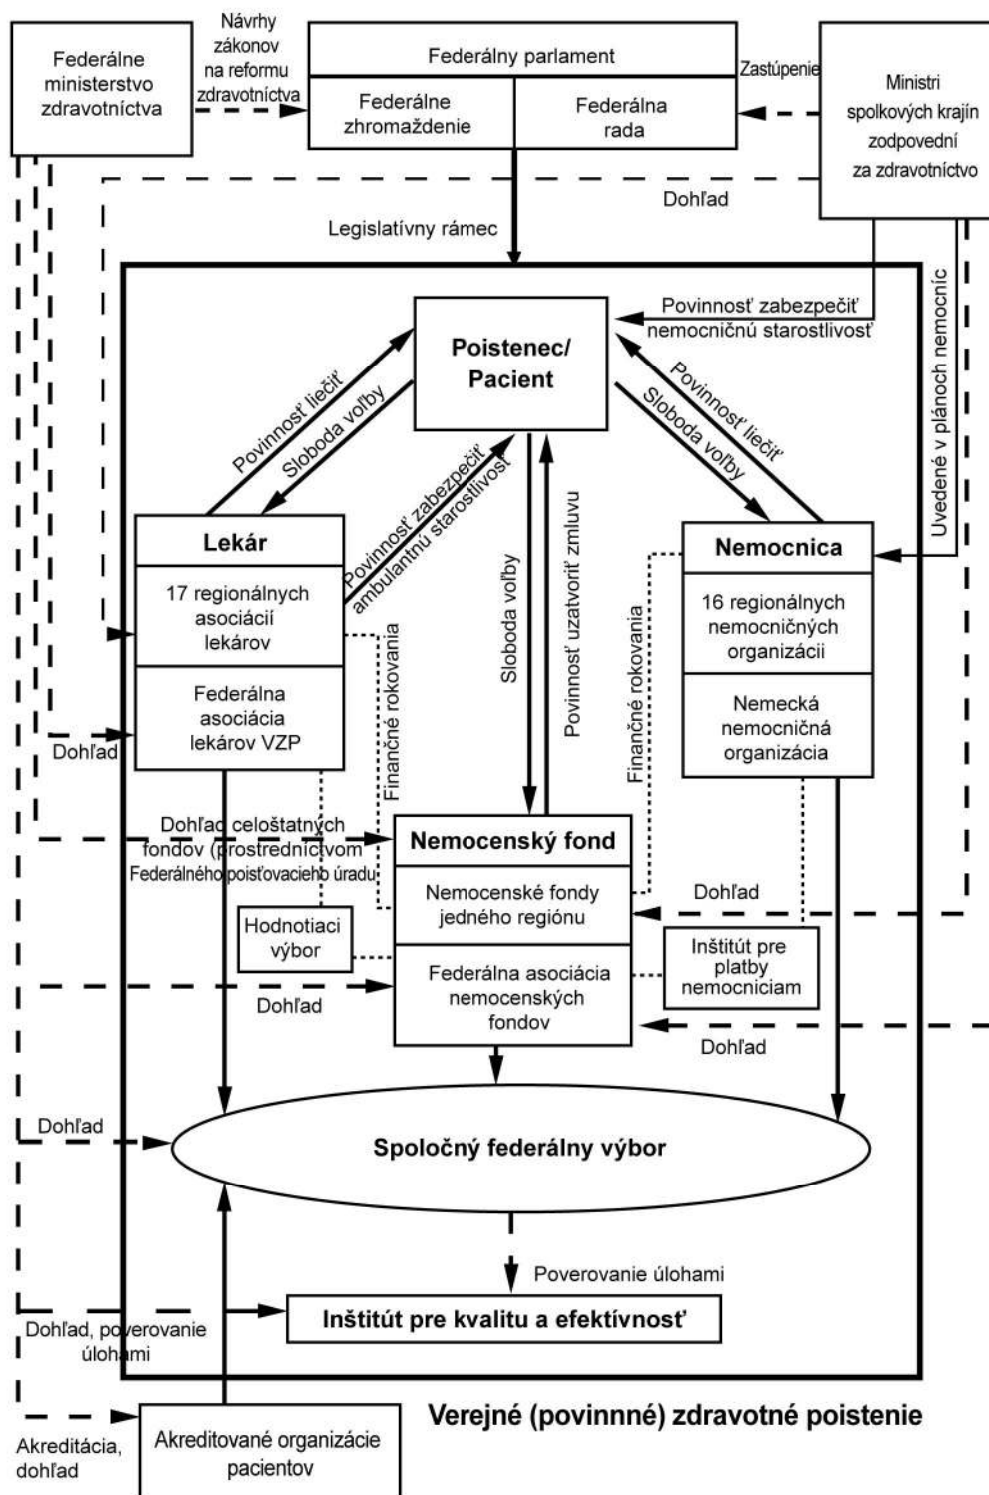 Federálne
ministerstvo
zdravotníctva
Návrhy
zákonov
na reformu
zdravotníctva
Federálny parlament
Federálne
zhromaždenie
Federálna
rada
Zastúpenie
Ministri
spolkových krajín
zodpovední
za zdravotníctvo
Dohľad
Legislatívny rámec
Povinnosť zabezpečiť
nemocničnú starostlivosť
Uvedené v plánoch nemocníc
Poistenec/
Pacient
Povinnosť liečiť
Sloboda voľby
Povinnosť zabezpečiť
ambulantnú starostlivosť
Sloboda voľby
Povinnosť uzatvoriť zmluvu
Povinnosť liečiť
Sloboda voľby
Lekár
17 regionálnych
asociácií
lekárov
Federálna
asociácia
lekárov VZP
Finančné rokovania
Finančné rokovania
Nemocnica
16 regionálnych
nemocničných
organizácii
Nemecká
nemocničná
organizácia
Dohľad
Dohľad celoštatných
fondov (prostredníctvom
Federálného poisťovacieho úradu
Nemocenský fond
Nemocenské fondy
jedného regiónu
Federálna asociácia
nemocenských
fondov
Hodnotiaci
výbor
Dohľad
Inštitút pre
platby
nemocniciam
Dohľad
Dohľad
Dohľad
Spoločný federálny výbor
Poverovanie úlohami
Inštitút pre kvalitu a efektívnosť
Dohľad, poverovanie
úlohami
Verejné (povinnné) zdravotné poistenie
Akreditácia,
dohľad
Akreditované organizácie
pacientov